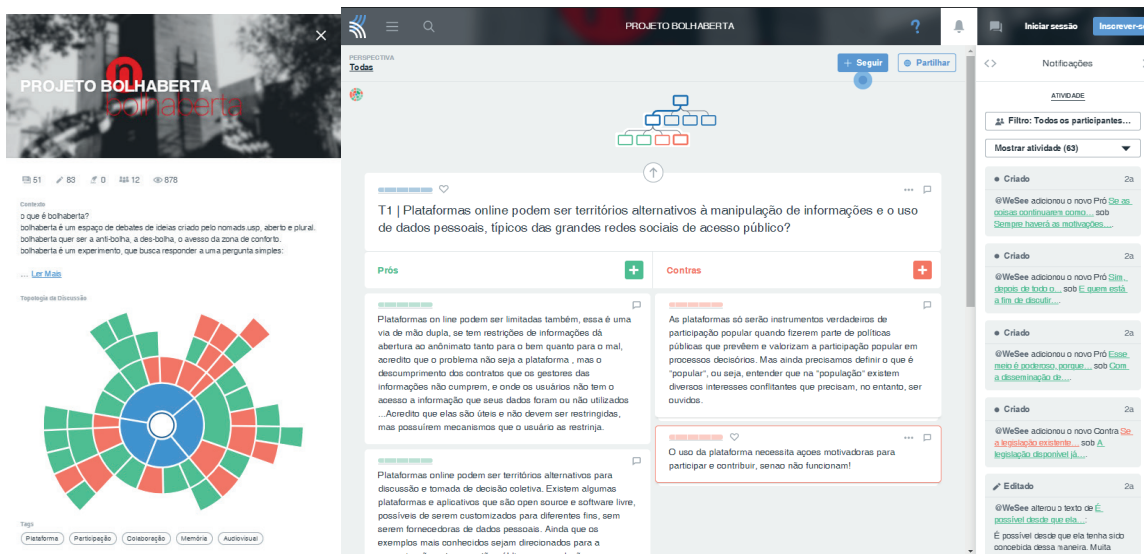 PROJETO BOLHABERTA
bolhaberta
51 83 0 12 878
Contexto
o que é bolhaberta?
bolhaberta é um espaço de debates de ideias criado pelo nomads.usp, aberto e plural.
bolhaberta quer ser a anti-bolha, a des-bolha, o avesso da zona de conforto.
bolhaberta é um experimento, que busca responder a uma pergunta simples:
... Ler Mais
Topologia de Discussão
Tags
Plataforma Participação Colaboração Memória Audiovisual
PROJETO BOLHABERTA
?
PERSPECTIVA
Todas
+ Seguir
Partilhar
T1 | Plataformas online podem ser territórios alternativos à manipulação de informações e o uso
de dados pessoais, típicos das grandes redes sociais de acesso público?
Prós +
Contras +
Plataformas on line podem ser limitadas também, essa é uma
via de mão dupla, se tem restrições de informações dà
abertura ao anônimato tanto para o bem quanto para o mal,
acredito que o problema não seja a plataforma , mas o
descumprimento dos contratos que os gestores das
informações não cumprem, e onde os usuários não tem o
acesso a informação que seus dados foram ou não utilizados
...Acredito que elas são úteis e não devem ser restringidas,
mas possuírem mecanismos que o usuário as restrinja.
Plataformas online podem ser territórios alternativos para
discussão e tomada de decisão coletiva. Existem algumas
plataformas e aplicativos que são open source e software livre,
possíveis de serem customizados para diferentes fins, sem
serem fornecedoras de dados pessoais. Ainda que os
exemplos mais conhecidos sejam direcionados para a
As plataformas só serão instrumentos verdadeiros de
participação popular quando fizerem parte de políticas
públicas que prevêem e valorizam a participação popular em
processos decisórios. Mas ainda precisamos definir o que é
"popular", ou seja, entender que na "população" existem
diversos interesses conflitantes que precisam, no entanto, ser
ouvidos.
O uso da plataforma necessita açoes motivadoras para
participar e contribuir, senao não funcionam!
Iniciar sessão
Inscrever-s
Notificações
ATIVIDADE
Filtro: Todos os participantes...
Mostrar atividade (63)
Criado 2a
@WeSee adicionou o novo Pró Se as
coisas continuarem como... sob
Sempre haverá as motivações....
Criado 2a
@WeSee adicionou o novo Pró Sim,
depois de todo o... sob E quem está
a fim de discutir....
Criado 2a
@WeSee adicionou o novo Pró Esse
meio é poderoso, porque... sob Com
a disseminação de....
Criado 2a
@WeSee adicionou o novo Contra Se
a legislação existente... sob A
legislação disponível já....
Editado 2a
@WeSee alterou o texto de É
possível desde que ela...:
É possível desde que ela tenha sido
concebida dessa maneira. Muita